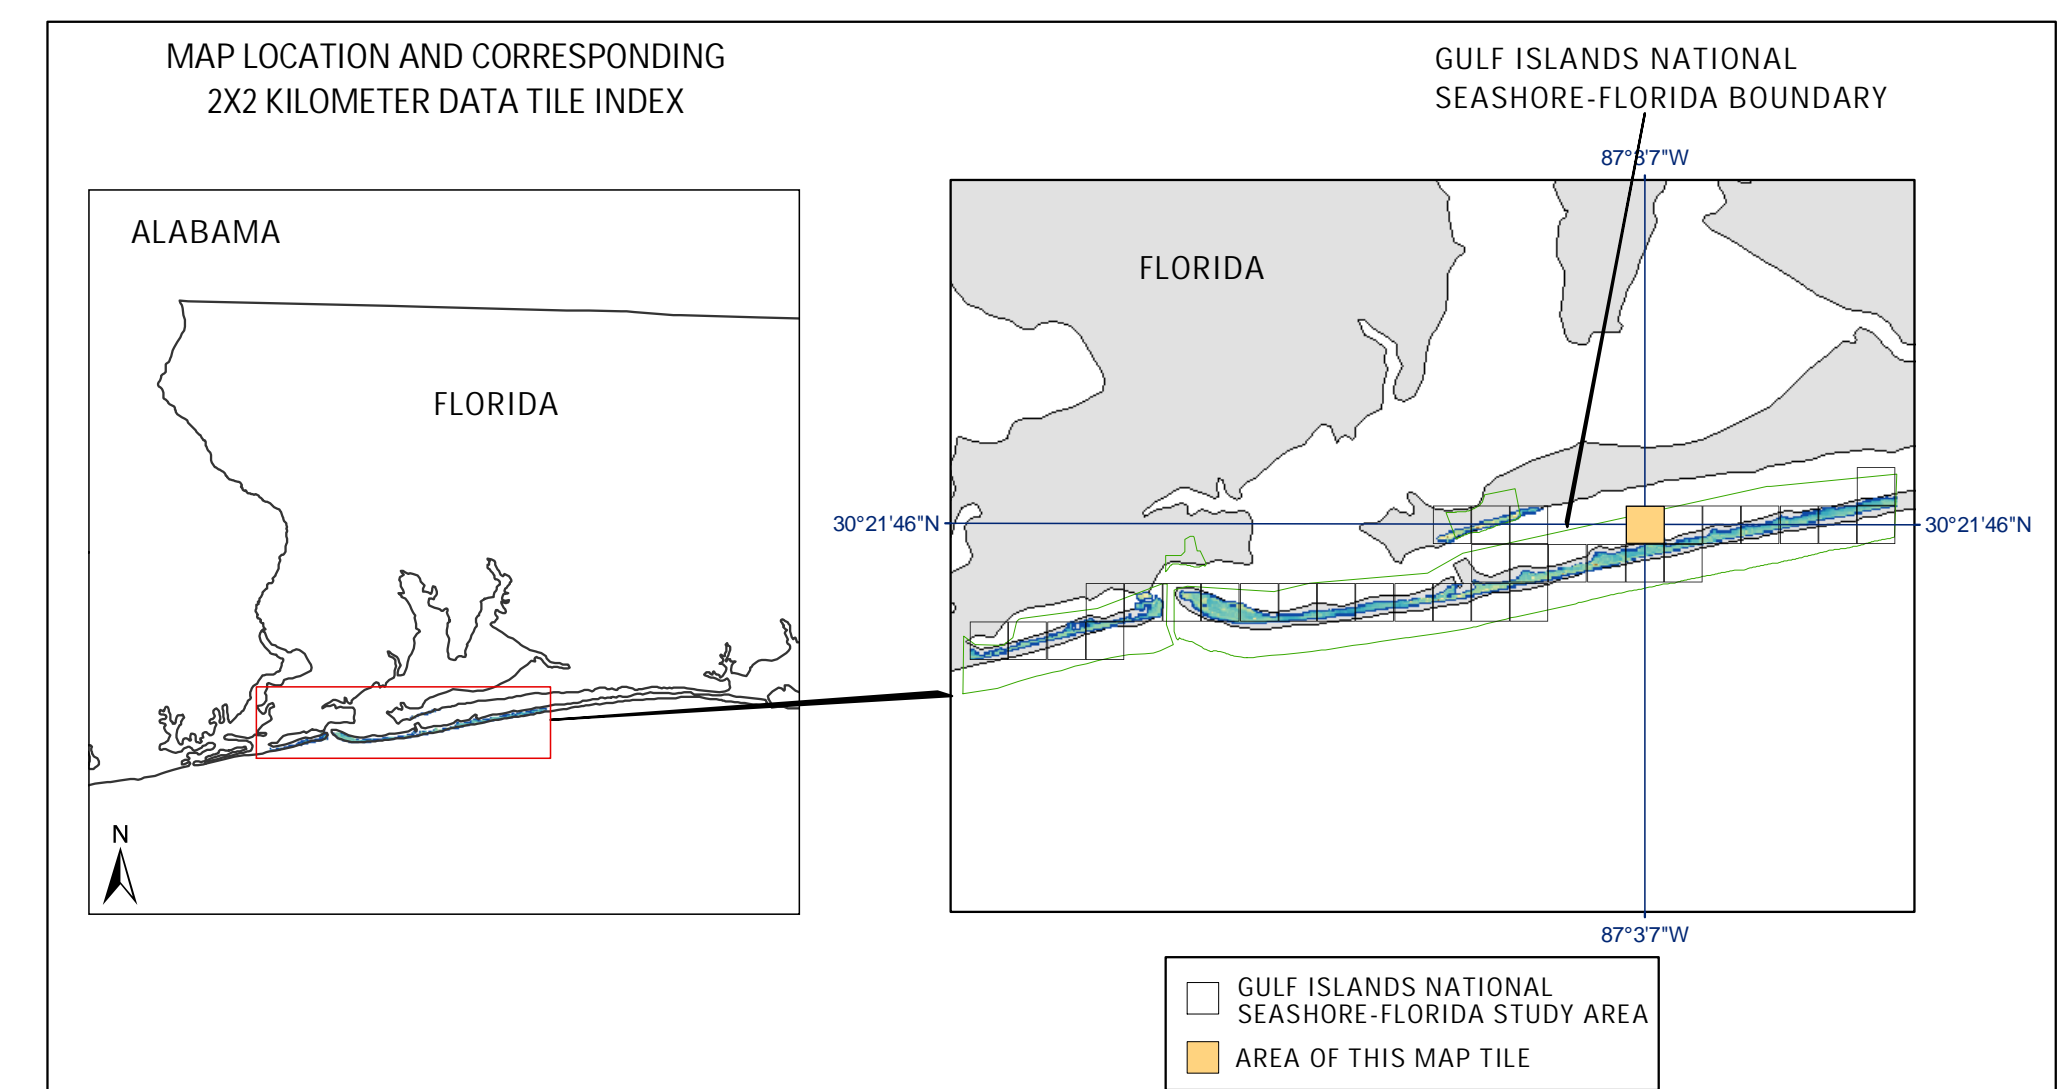 MAP LOCATION AND CORRESPONDING
2X2 KILOMETER DATA TILE INDEX
GULF ISLANDS NATIONAL
SEASHORE-FLORIDA BOUNDARY
87°3'7"W
ALABAMA
FLORIDA
FLORIDA
30°21'46"N
30°21'46"N
N
87°3'7"W
GULF ISLANDS NATIONAL
SEASHORE-FLORIDA STUDY AREA
AREA OF THIS MAP TILE